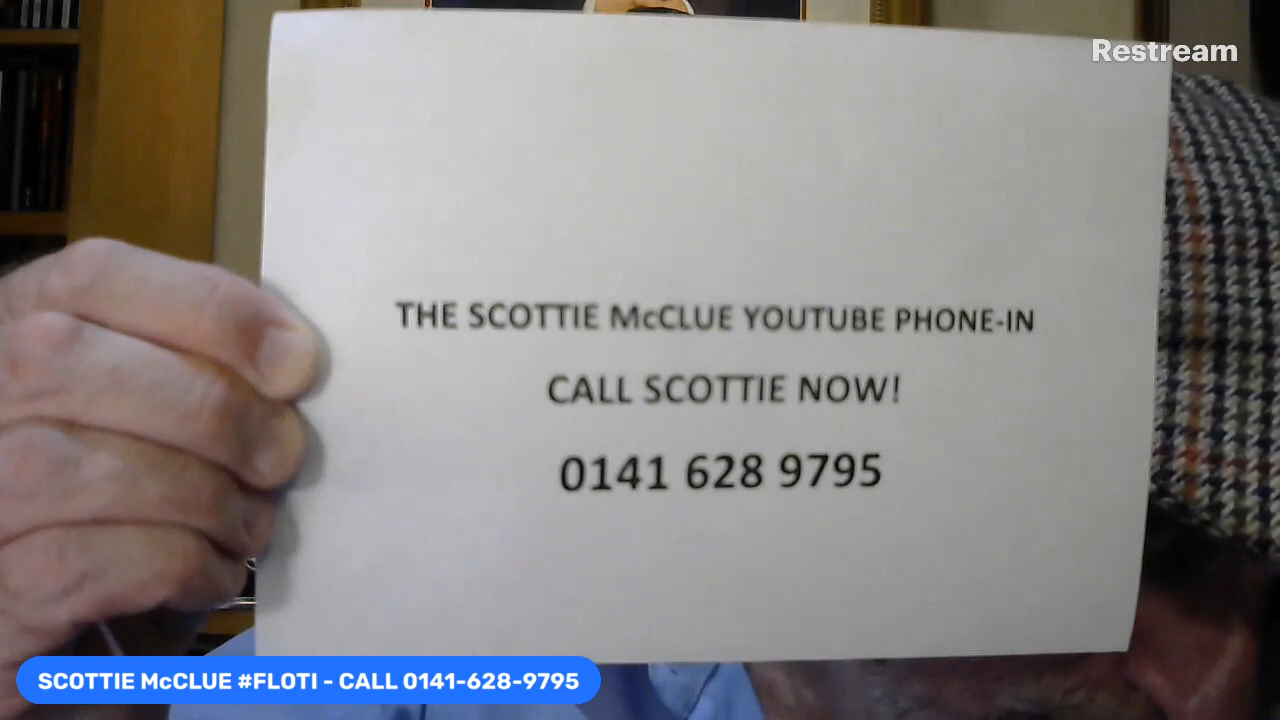 Restream
THE SCOTTIE McCLUE YOUTUBE PHONE-IN
CALL SCOTTIE NOW!
0141 628 9795
SCOTTIE McCLUE #FLOTI - CALL 0141-628-9795